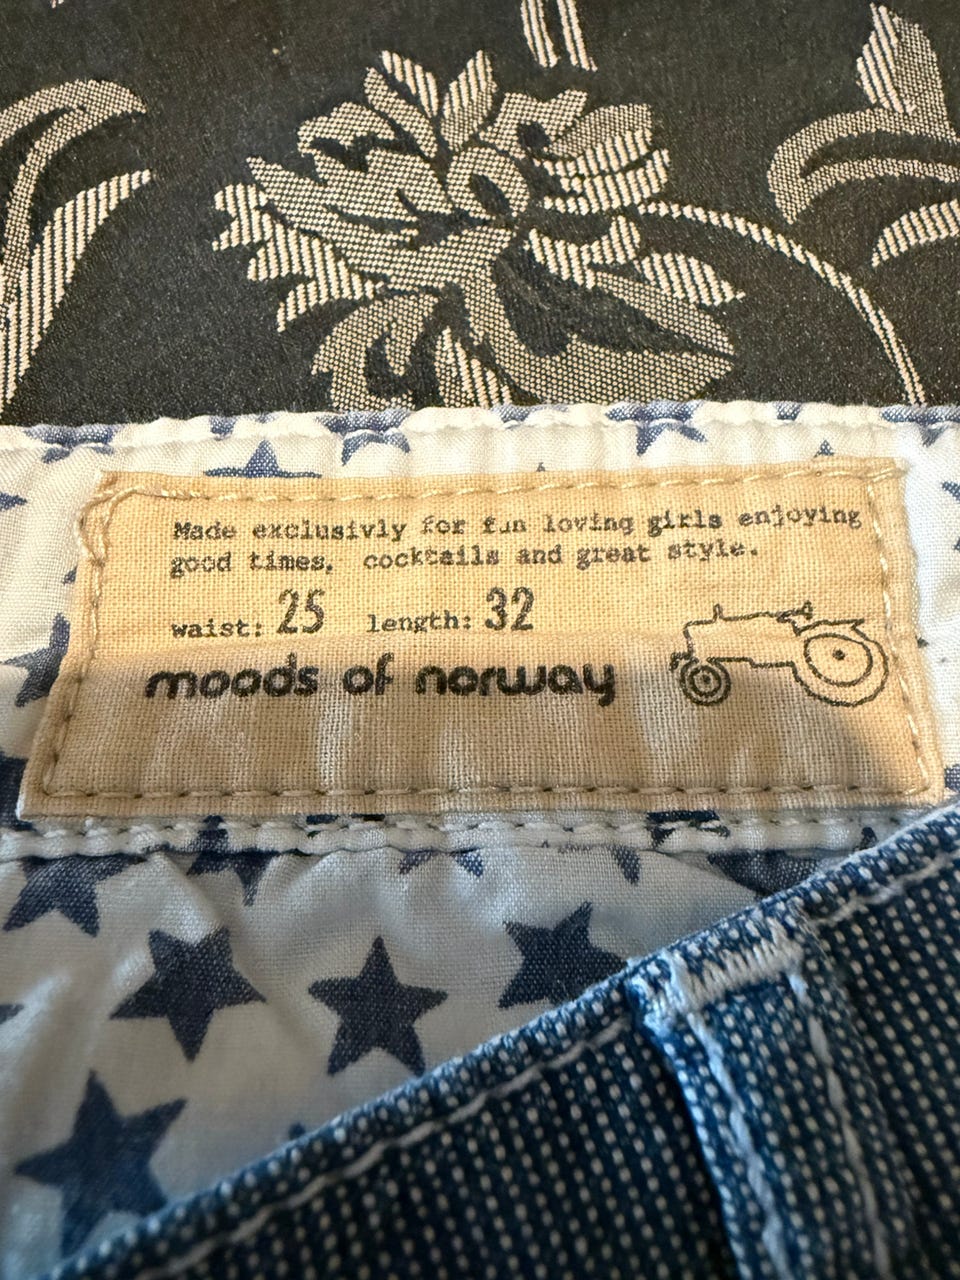 Made exclusivly for fun loving girls enjoying
good times, cocktails and great style.
waist: 25 length: 32
moods of norway